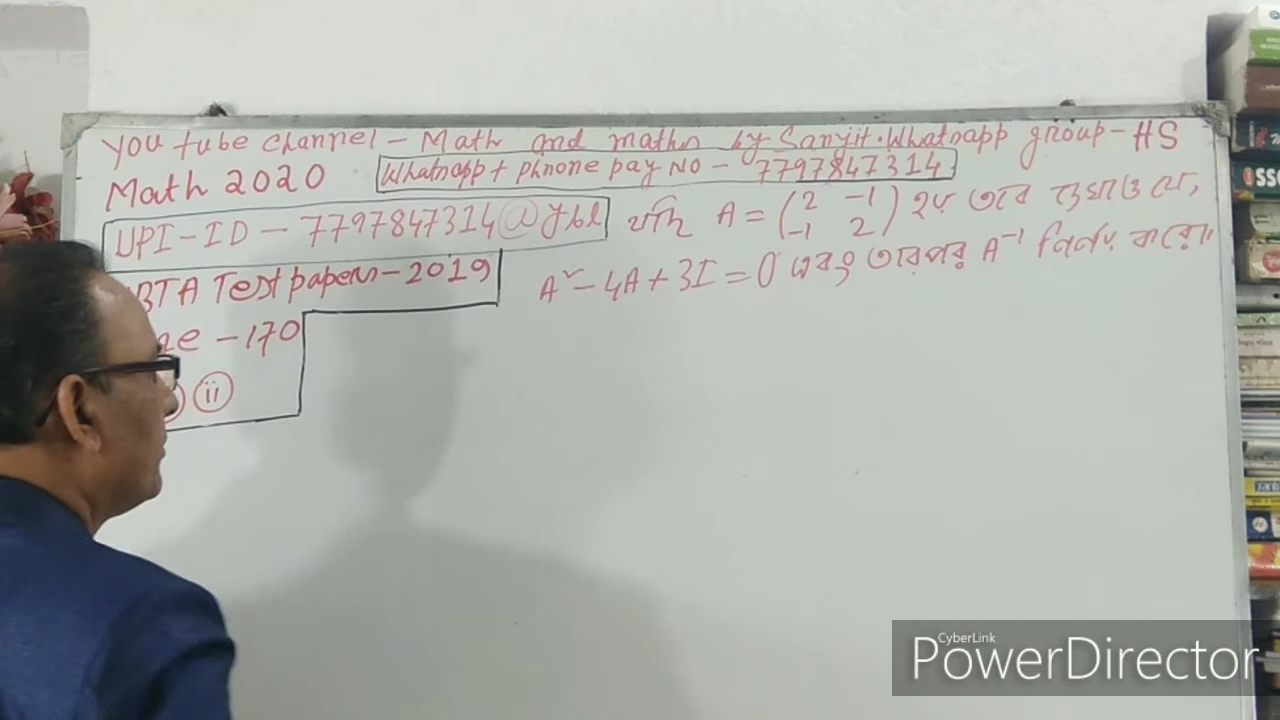 You tube channel - Math and maths by Sanjit. Whatsapp group - HS
Math 2020
Whatsapp + Phnone pay NO - 7797847314
UPI-ID - 7797847314@ybl
যদি A = (2 -1 -1 2) হয় তবে দেখাও যে,
BTA Test papers - 2019
A² - 4A + 3I = 0 এবং তারপর A⁻¹ নির্ণয় করো।
- 170
ii
CyberLink
PowerDirector